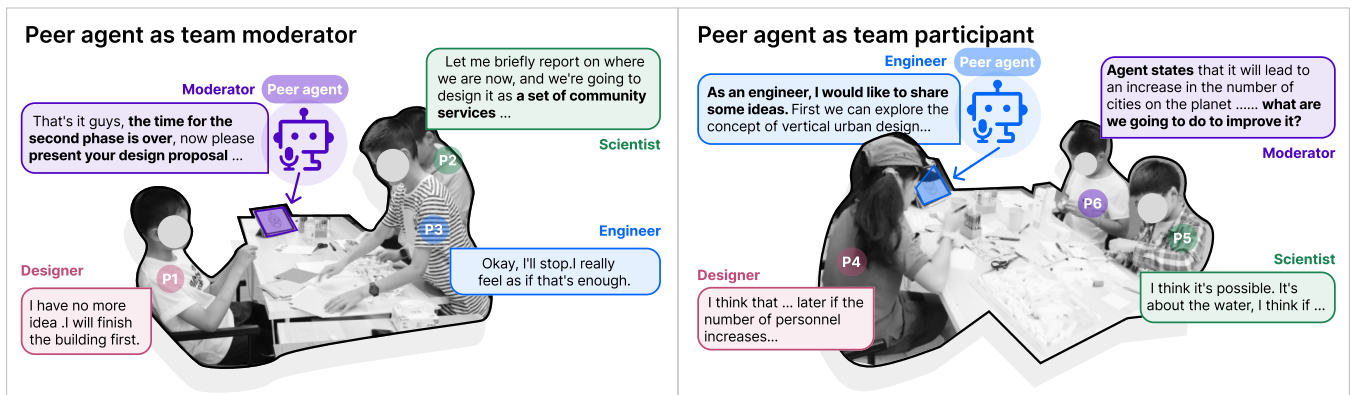 Peer agent as team moderator
Moderator
Peer agent
That's it guys, the time for the
second phase is over, now please
present your design proposal ...
Let me briefly report on where
we are now, and we're going to
design it as a set of community
services ...
Scientist
P2
P3
Engineer
Okay, I'll stop.I really
feel as if that's enough.
Designer
P1
I have no more
idea .I will finish
the building first.
Peer agent as team participant
Engineer
Peer agent
As an engineer, I would like to share
some ideas. First we can explore the
concept of vertical urban design...
Agent states that it will lead to
an increase in the number of
cities on the planet ...... what are
we going to do to improve it?
Moderator
P6
P5
Scientist
I think it's possible. It's
about the water, I think if ...
P4
Designer
I think that ... later if the
number of personnel
increases...